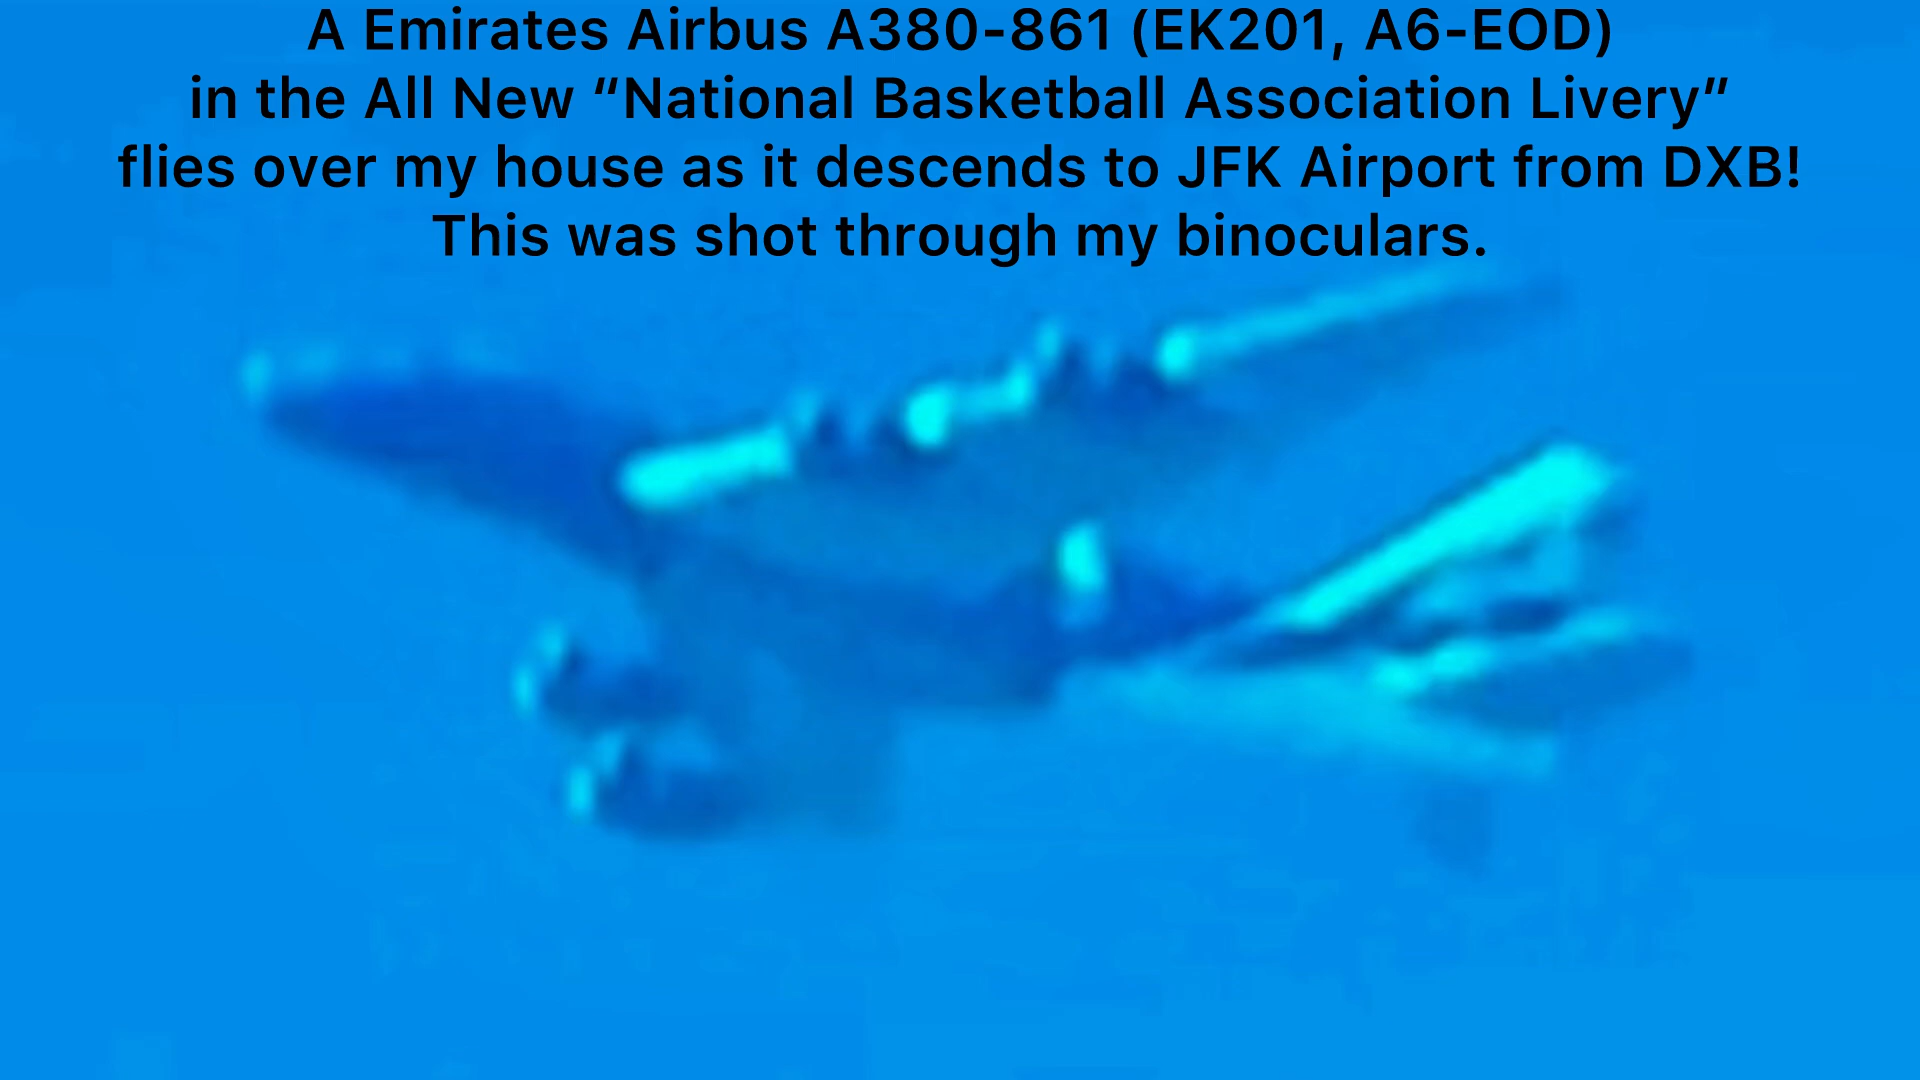 A Emirates Airbus A380-861 (EK201, A6-EOD)
in the All New “National Basketball Association Livery”
flies over my house as it descends to JFK Airport from DXB!
This was shot through my binoculars.